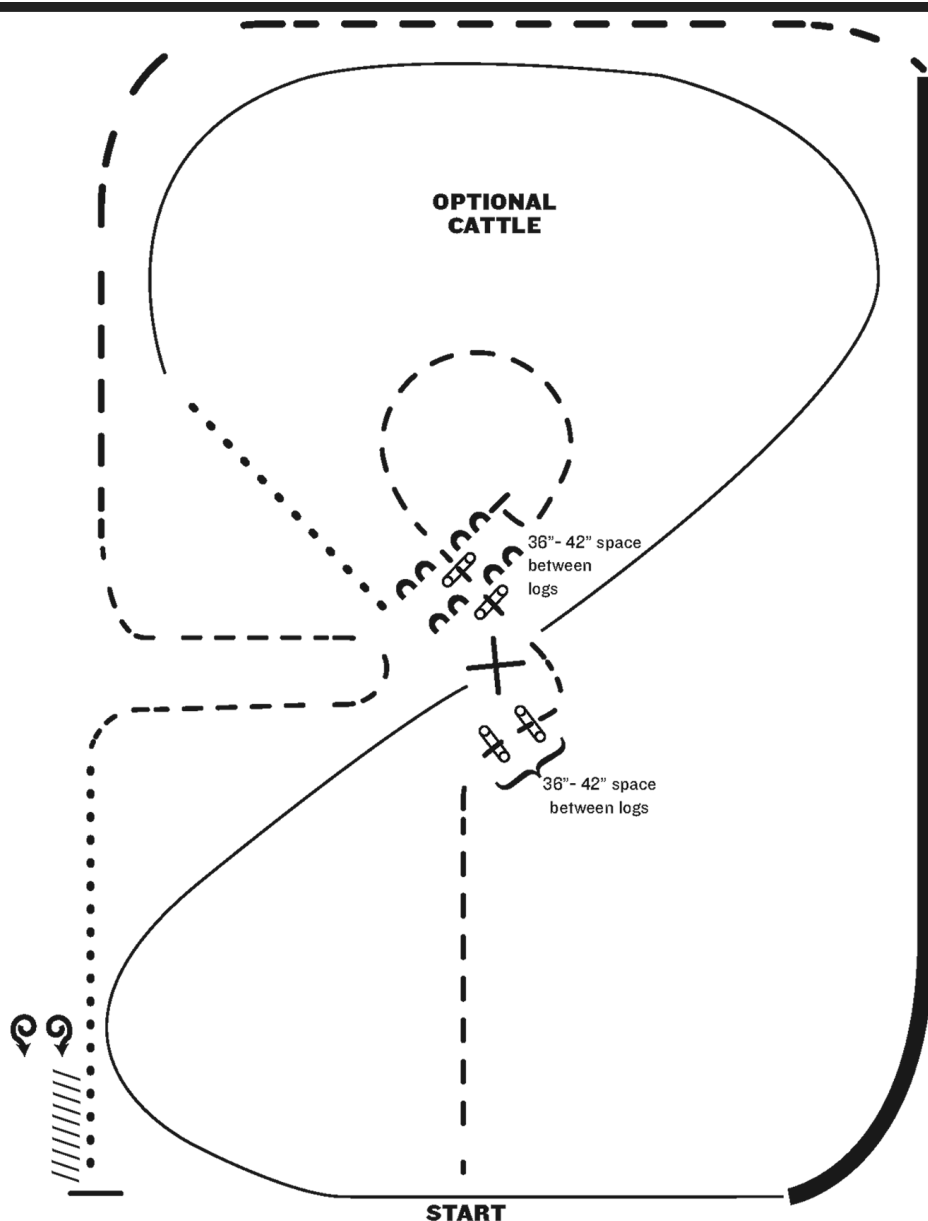 OPTIONAL
CATTLE
36”- 42” space
between
logs
36”- 42” space
between logs
START